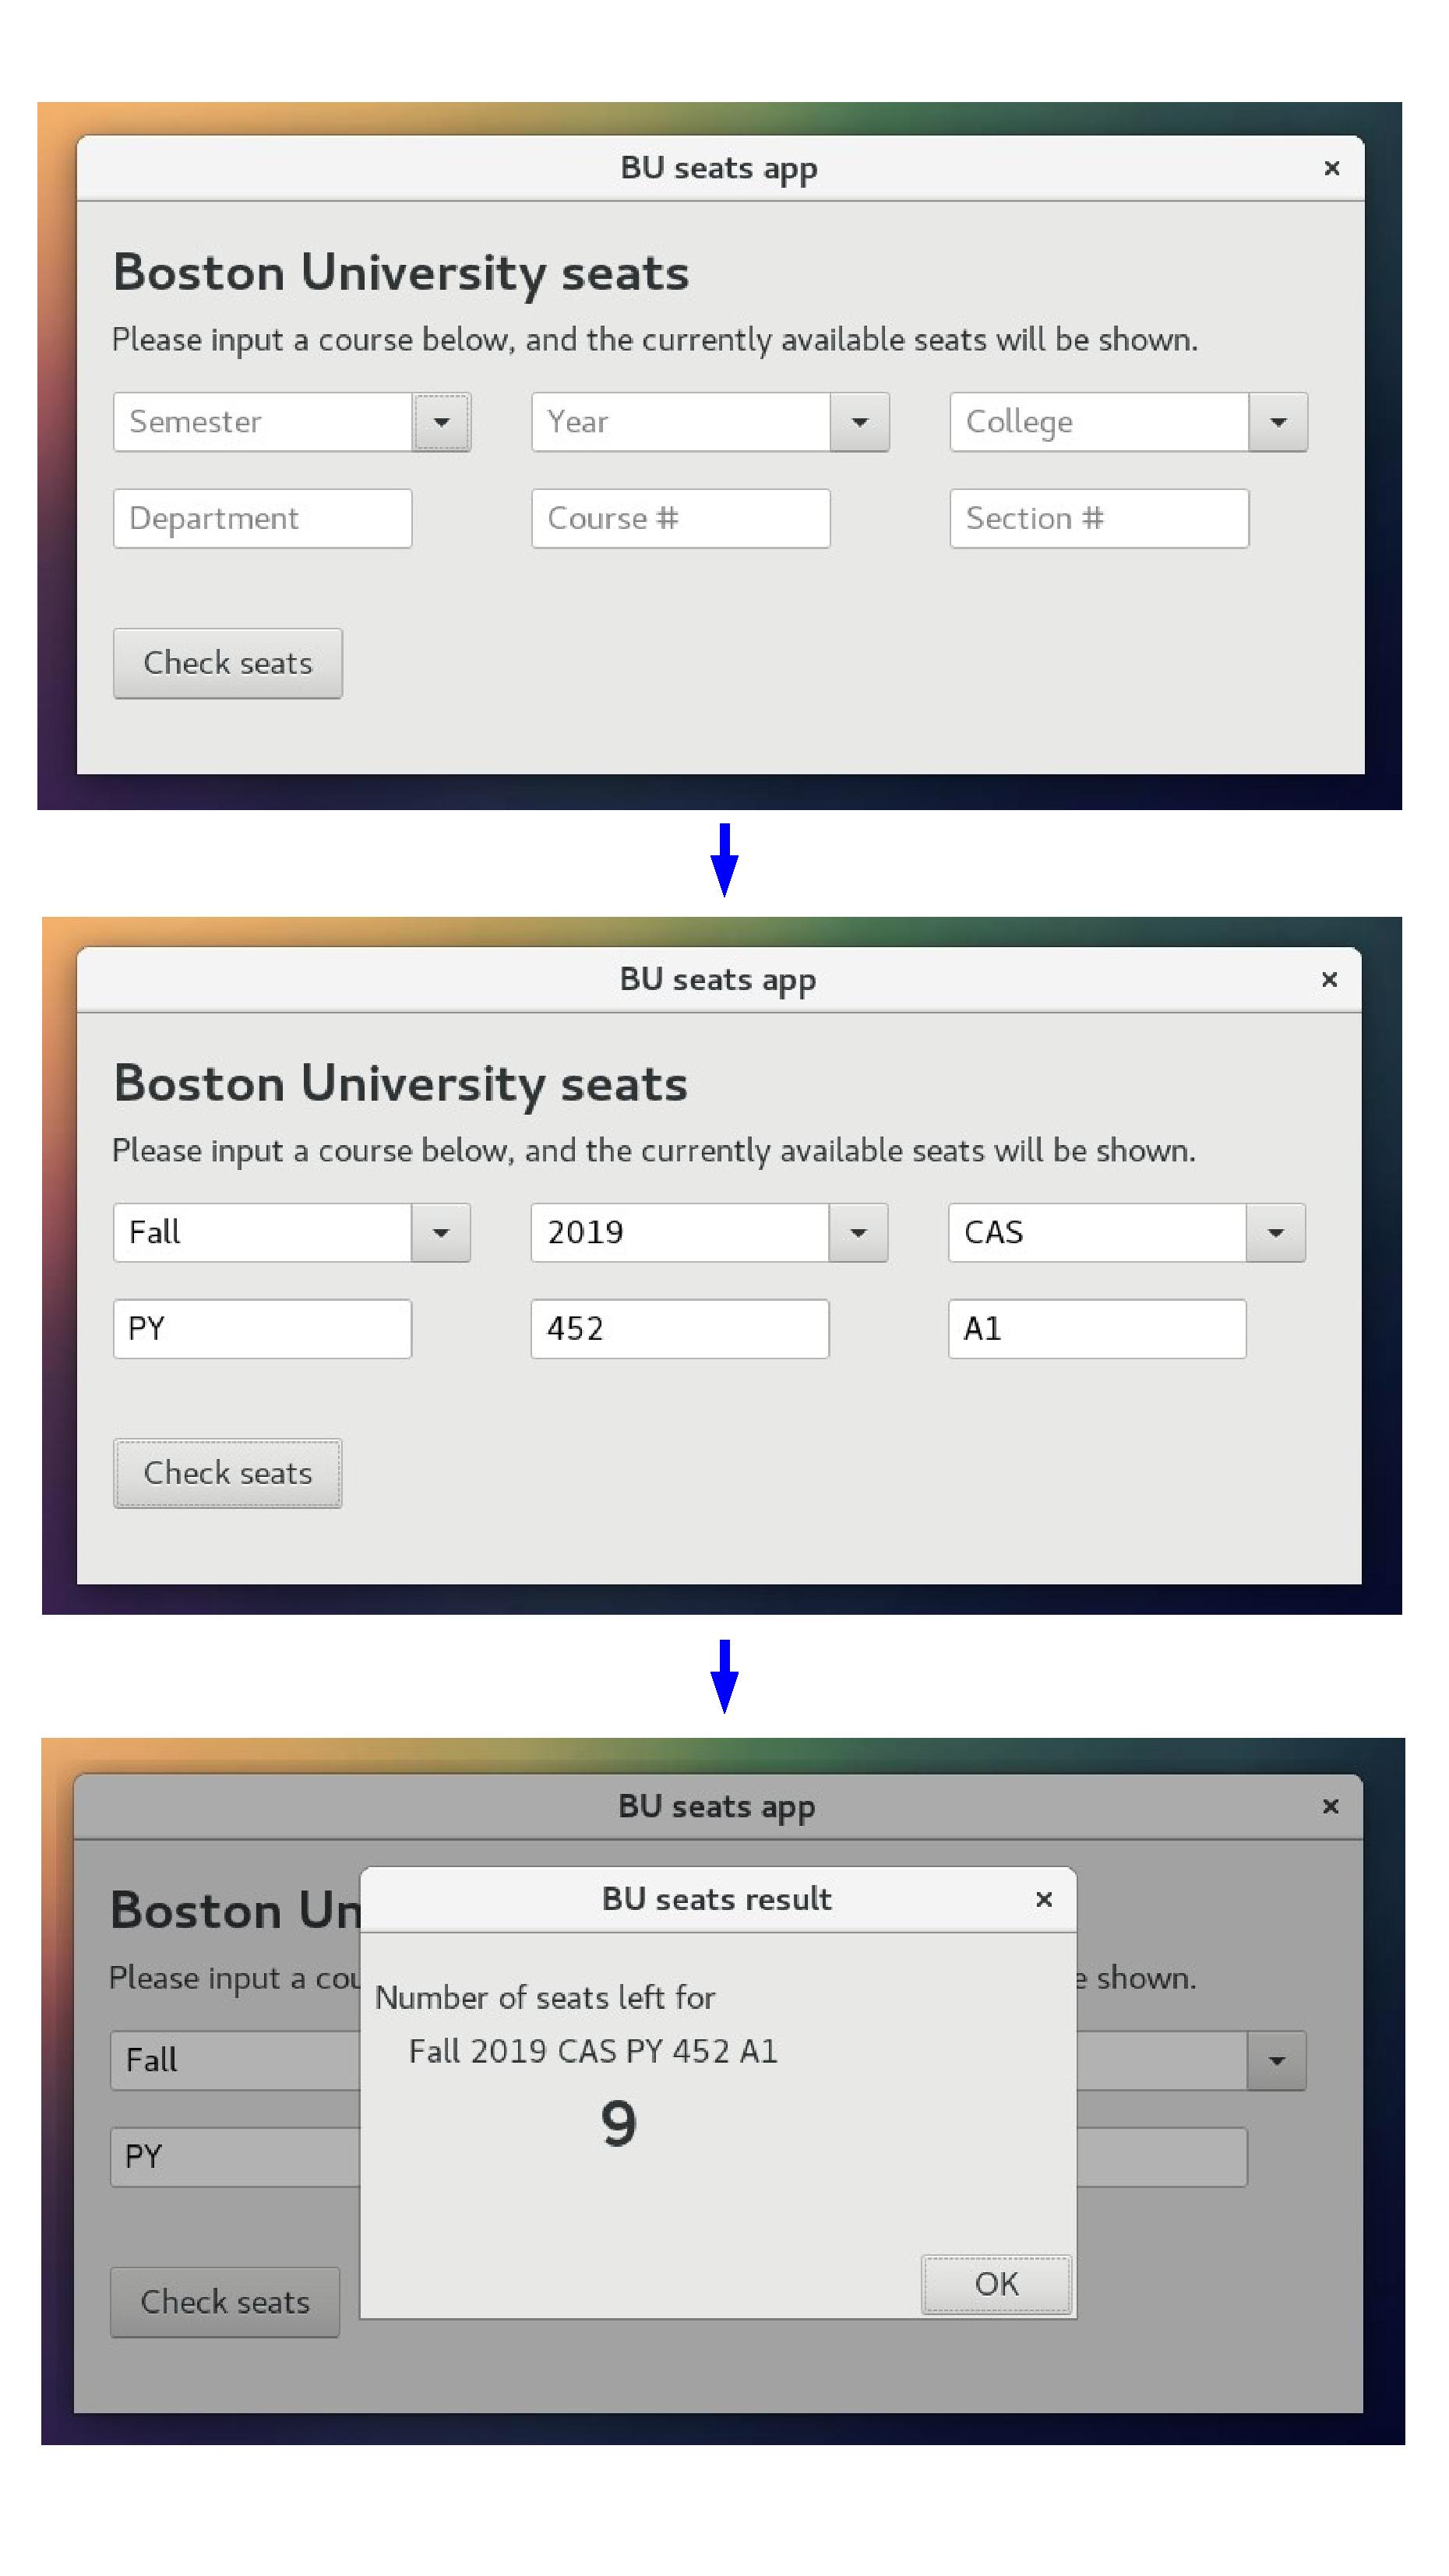 BU seats app ×
Boston University seats
Please input a course below, and the currently available seats will be shown.
Semester Year College
Department Course # Section #
Check seats
BU seats app ×
Boston University seats
Please input a course below, and the currently available seats will be shown.
Fall 2019 CAS
PY 452 A1
Check seats
BU seats app ×
Boston Un
BU seats result ×
Please input a cou
e shown.
Number of seats left for
Fall 2019 CAS PY 452 A1
9
Fall
PY
OK
Check seats